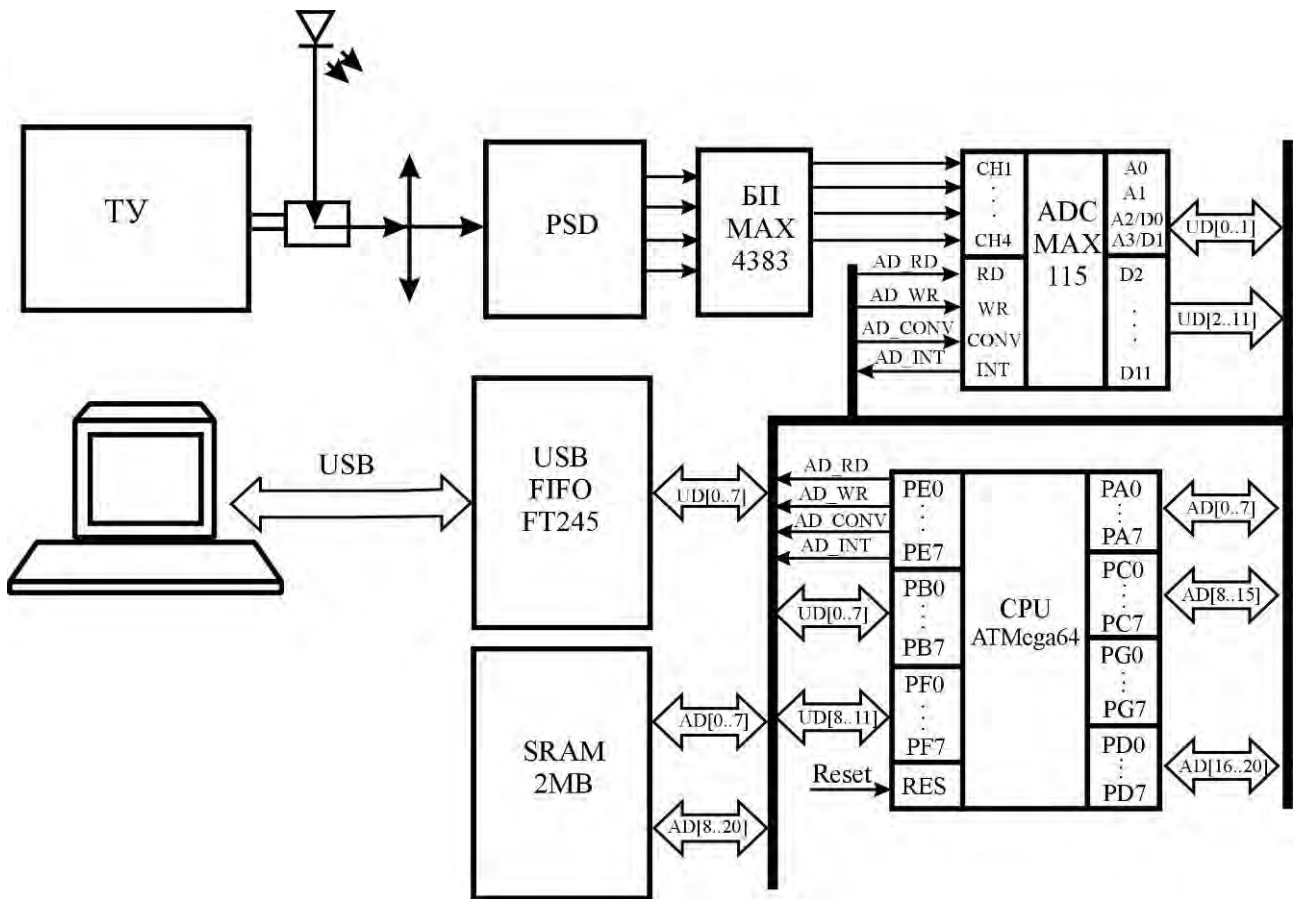 ТУ
PSD
БП
MAX
4383
CH1
CH4
RD
WR
CONV
INT
ADC
MAX
115
A0
A1
A2/D0
A3/D1
D2
D11
UD[0..1]
UD[2..11]
AD_RD
AD_WR
AD_CONV
AD_INT
USB
USB
FIFO
FT245
UD[0..7]
SRAM
2MB
AD[0..7]
AD[8..20]
AD_RD
AD_WR
AD_CONV
AD_INT
UD[0..7]
UD[8..11]
Reset
PE0
PE7
PB0
PB7
PF0
PF7
RES
CPU
ATMega64
PA0
PA7
PC0
PC7
PG0
PG7
PD0
PD7
AD[0..7]
AD[8..15]
AD[16..20]